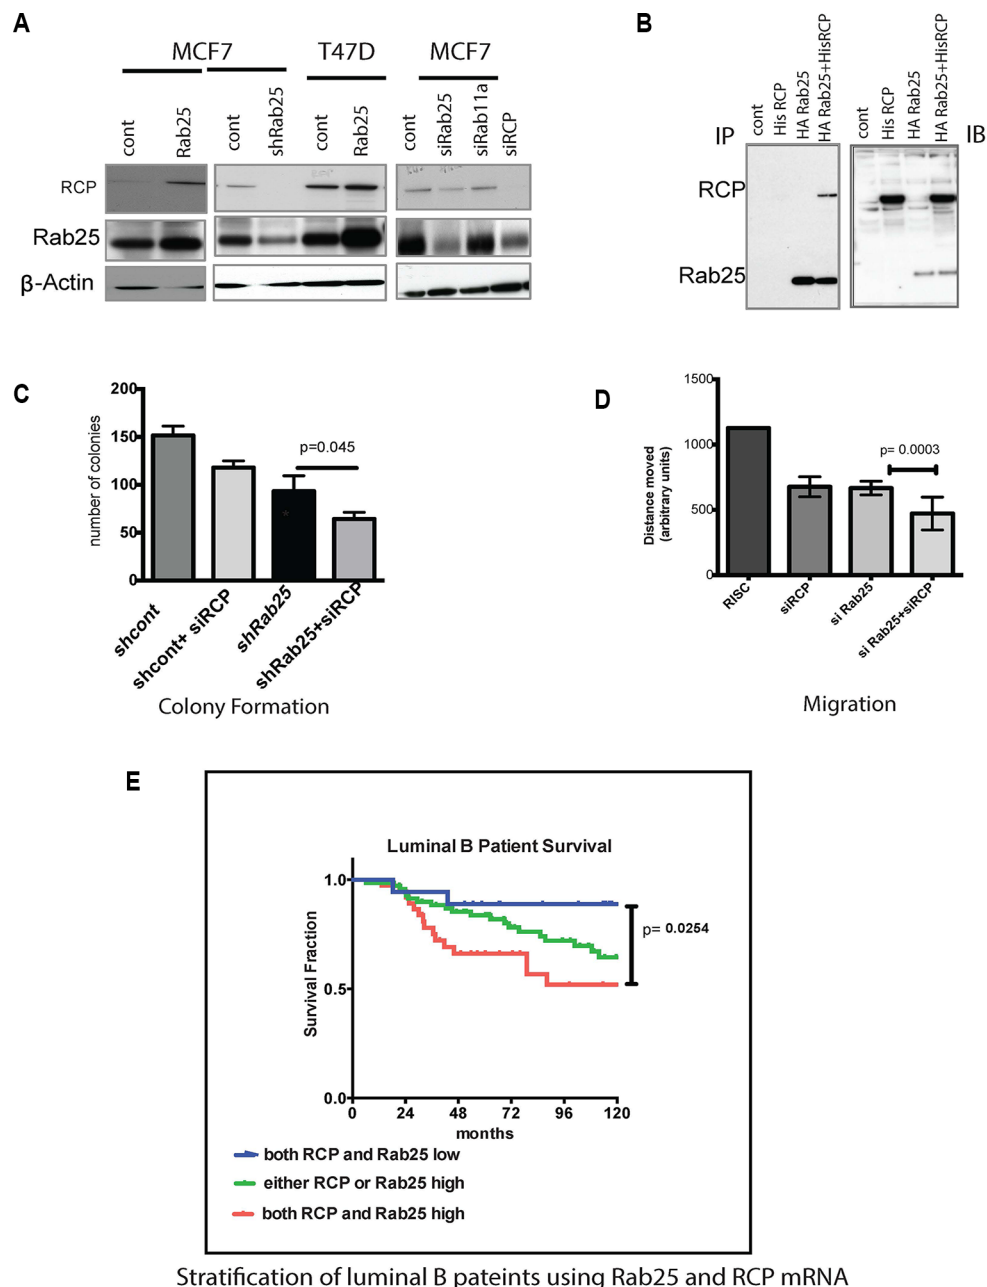 A
MCF7
T47D
MCF7
cont
Rab25
cont
shRab25
cont
Rab25
cont
siRab25
siRab11a
siRCP
RCP
Rab25
β-Actin
B
cont
His RCP
HA Rab25
HA Rab25+HisRCP
cont
His RCP
HA Rab25
HA Rab25+HisRCP
IP
IB
RCP
Rab25
C
number of colonies
200
150
100
50
0
p=0.045
shcont
shcont+ siRCP
shRab25
shRab25+siRCP
Colony Formation
D
Distance moved
(arbitrary units)
1500
1000
500
0
p= 0.0003
RISC
siRCP
si Rab25
si Rab25+siRCP
Migration
E
Luminal B Patient Survival
Survival Fraction
1.0
0.5
0.0
p= 0.0254
0 24 48 72 96 120
months
both RCP and Rab25 low
either RCP or Rab25 high
both RCP and Rab25 high
Stratification of luminal B pateints using Rab25 and RCP mRNA